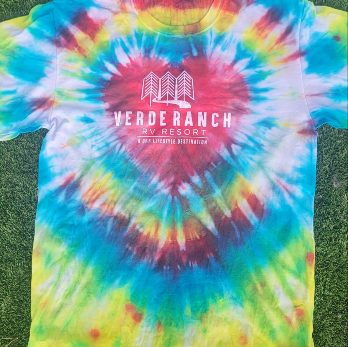 VERDE RANCH
RV RESORT
LIFESTYLE DESTINATION